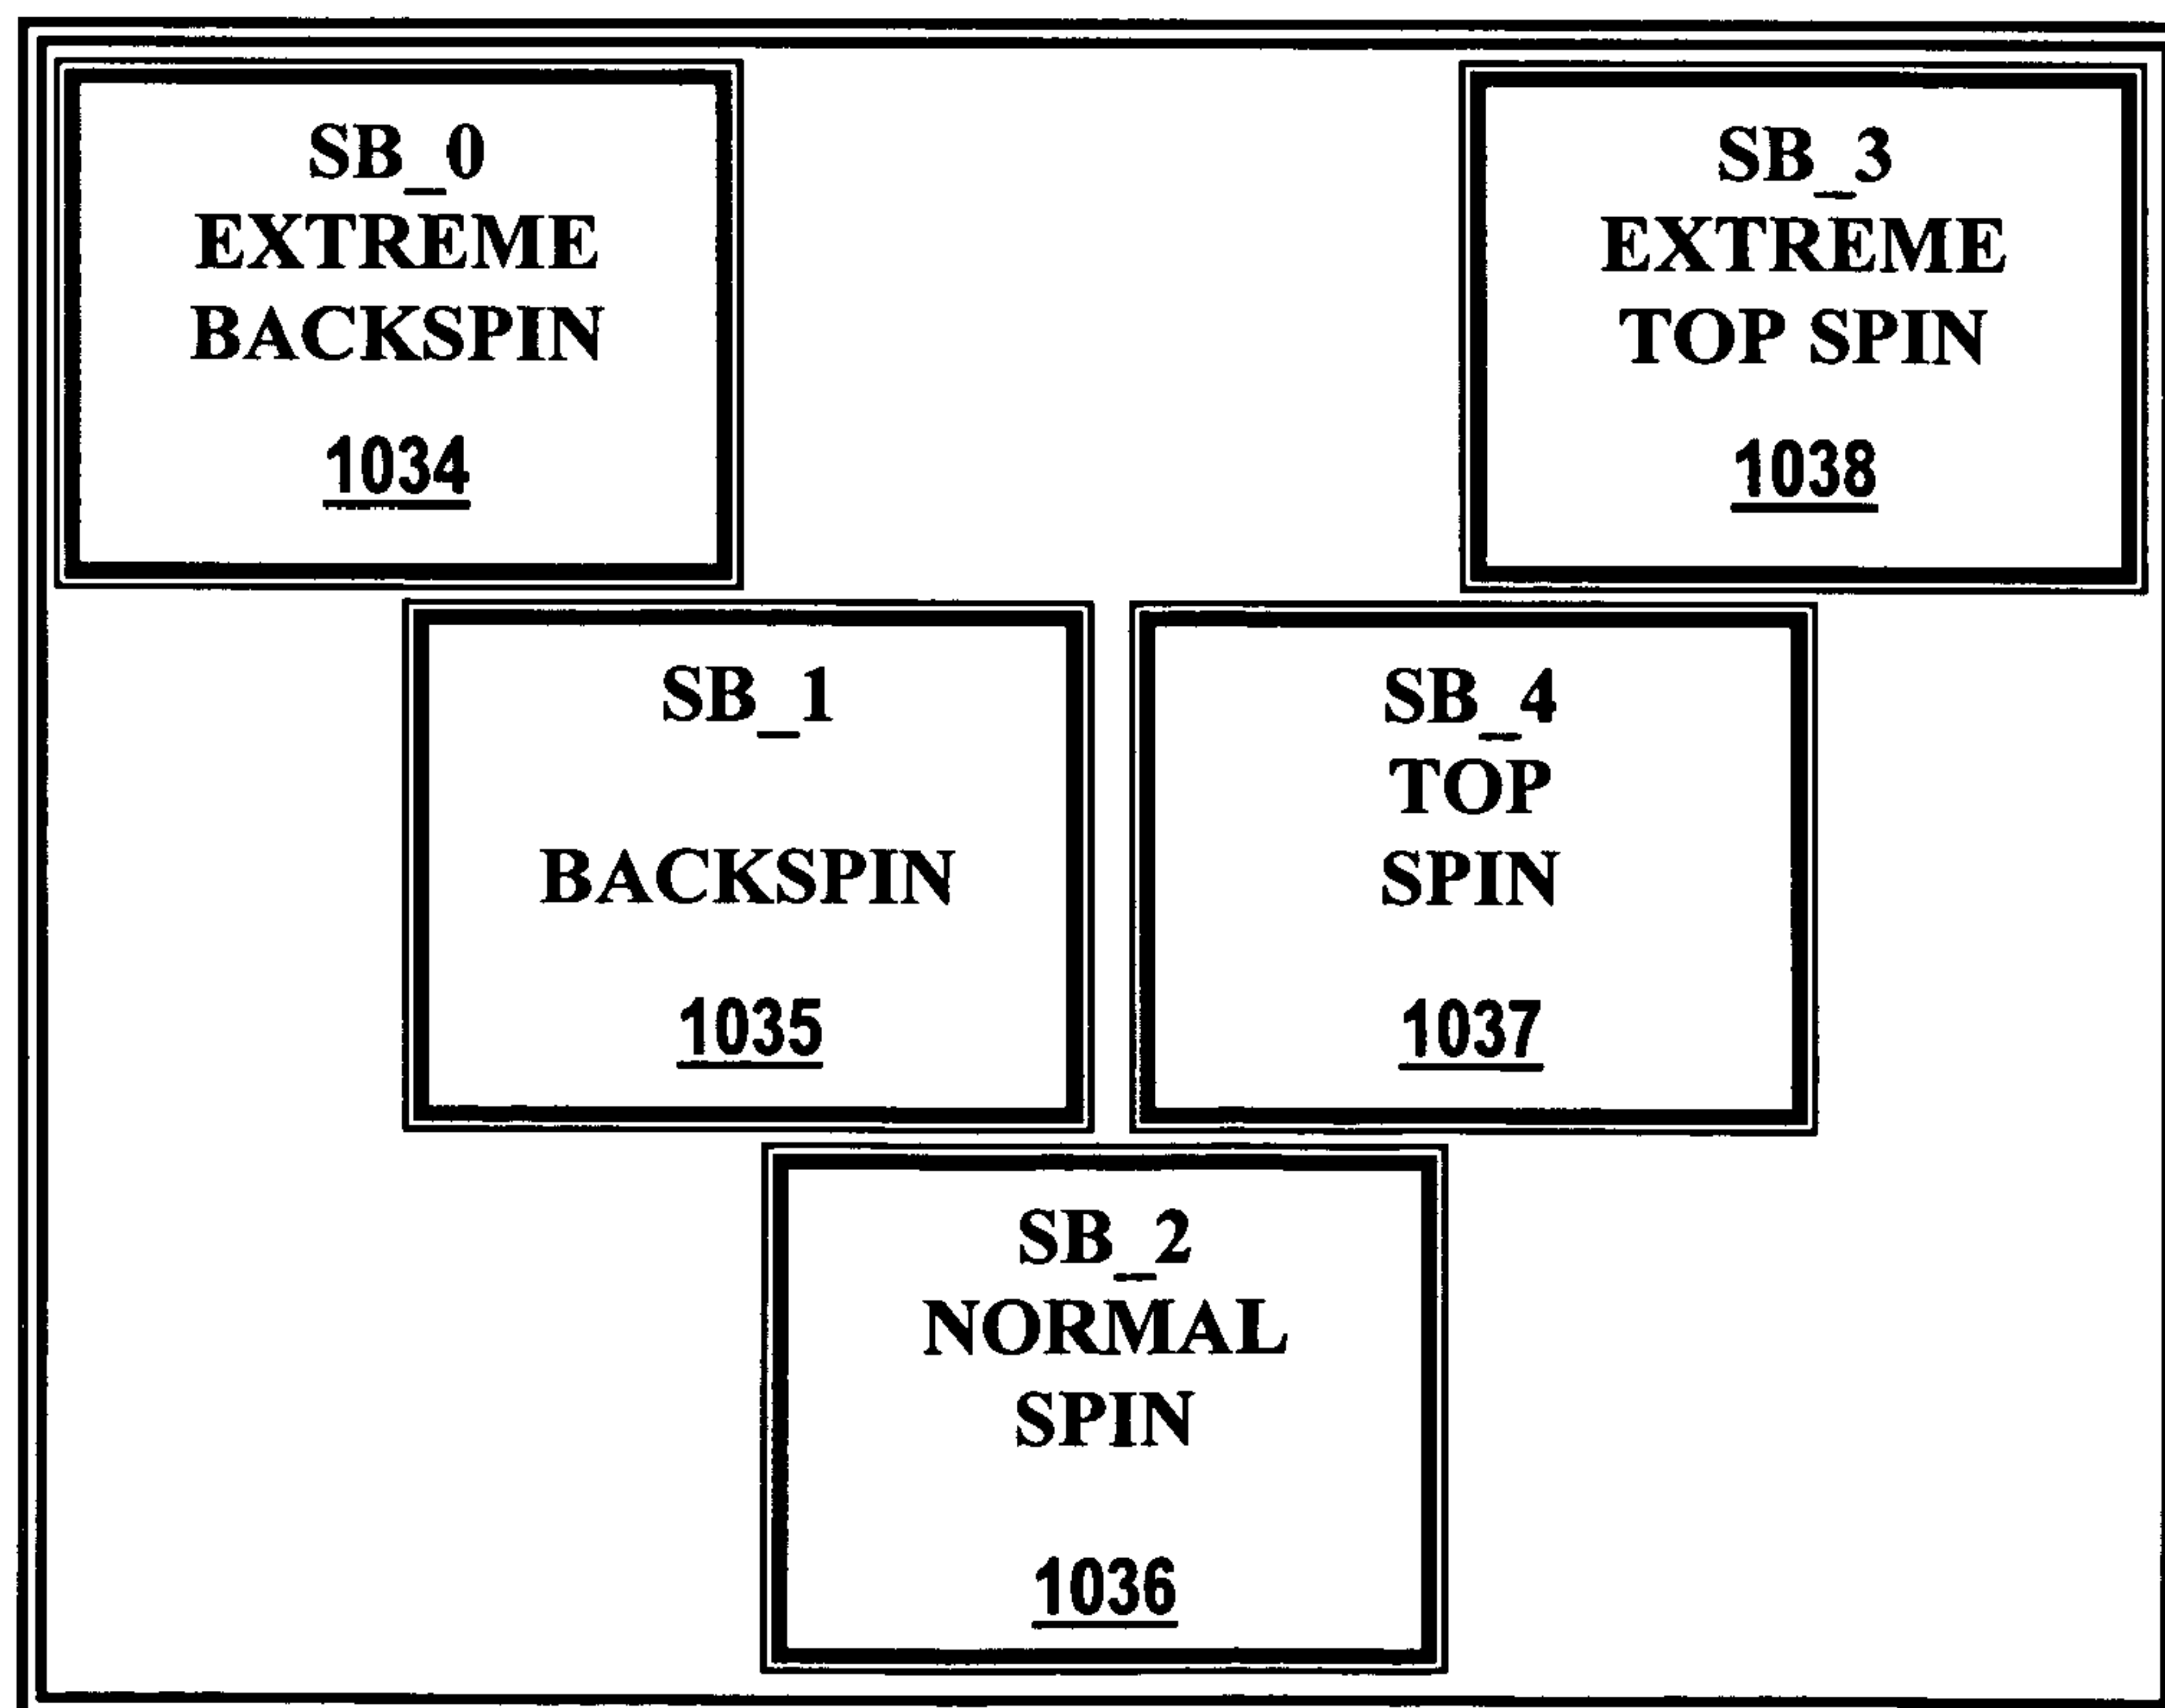 SB_0
EXTREME
BACKSPIN
1034
SB_3
EXTREME
TOP SPIN
1038
SB_1
BACKSPIN
1035
SB_4
TOP
SPIN
1037
SB_2
NORMAL
SPIN
1036